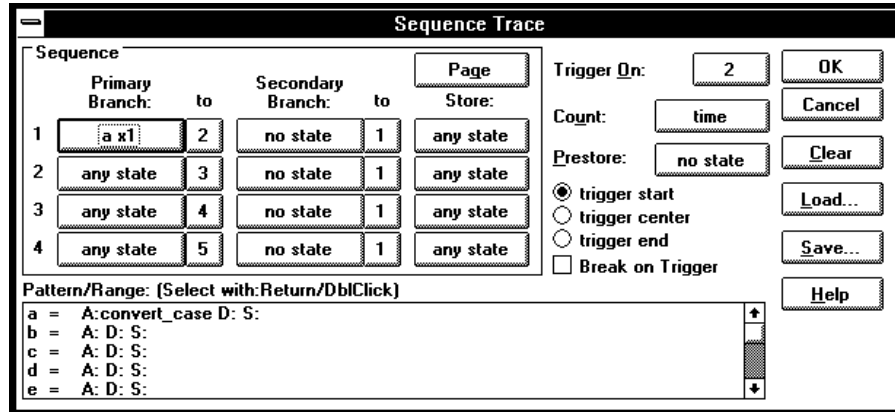 Sequence Trace
Sequence
Page
Primary Branch: to Secondary Branch: to Store:
1 a x1 2 no state 1 any state
2 any state 3 no state 1 any state
3 any state 4 no state 1 any state
4 any state 5 no state 1 any state
Trigger On: 2
Count: time
Prestore: no state
trigger start
trigger center
trigger end
Break on Trigger
OK
Cancel
Clear
Load...
Save...
Help
Pattern/Range: (Select with:Return/DblClick)
a = A:convert_case D: S:
b = A: D: S:
c = A: D: S:
d = A: D: S:
e = A: D: S: